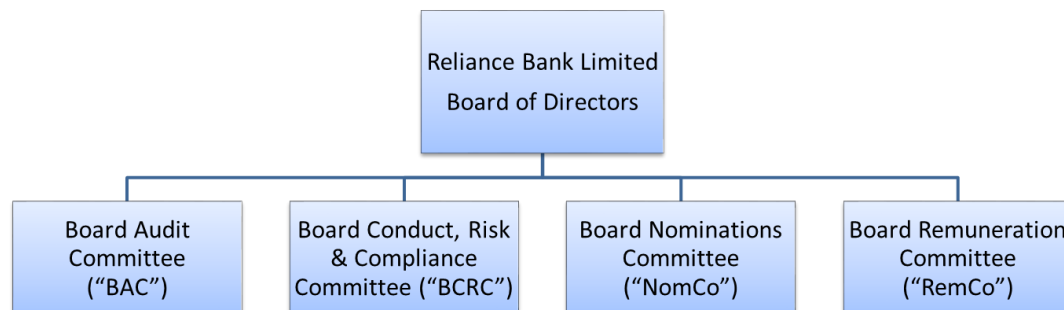 Reliance Bank Limited
Board of Directors
Board Audit
Committee
(“BAC”)
Board Conduct, Risk
& Compliance
Committee (“BCRC”)
Board Nominations
Committee
(“NomCo”)
Board Remuneration
Committee
(“RemCo”)